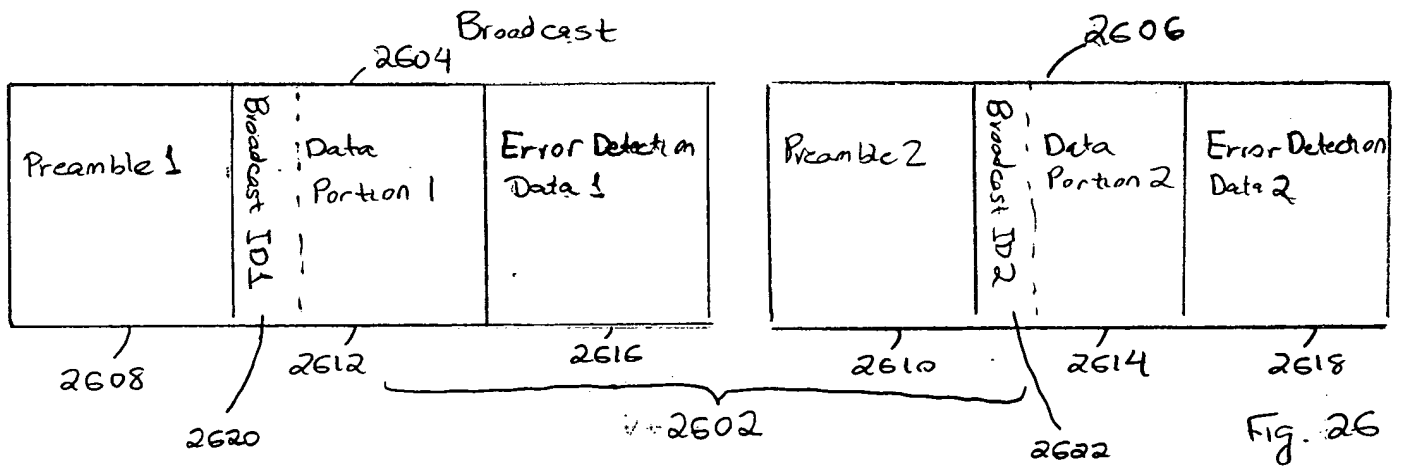 Broadcast
2604
2606
Preamble 1
Broadcast ID1
Data
Portion 1
Error Detection
Data 1
Preamble 2
Broadcast ID2
Data
Portion 2
Error Detection
Data 2
2608
2612
2616
2610
2614
2618
2620
2602
2622
Fig. 26